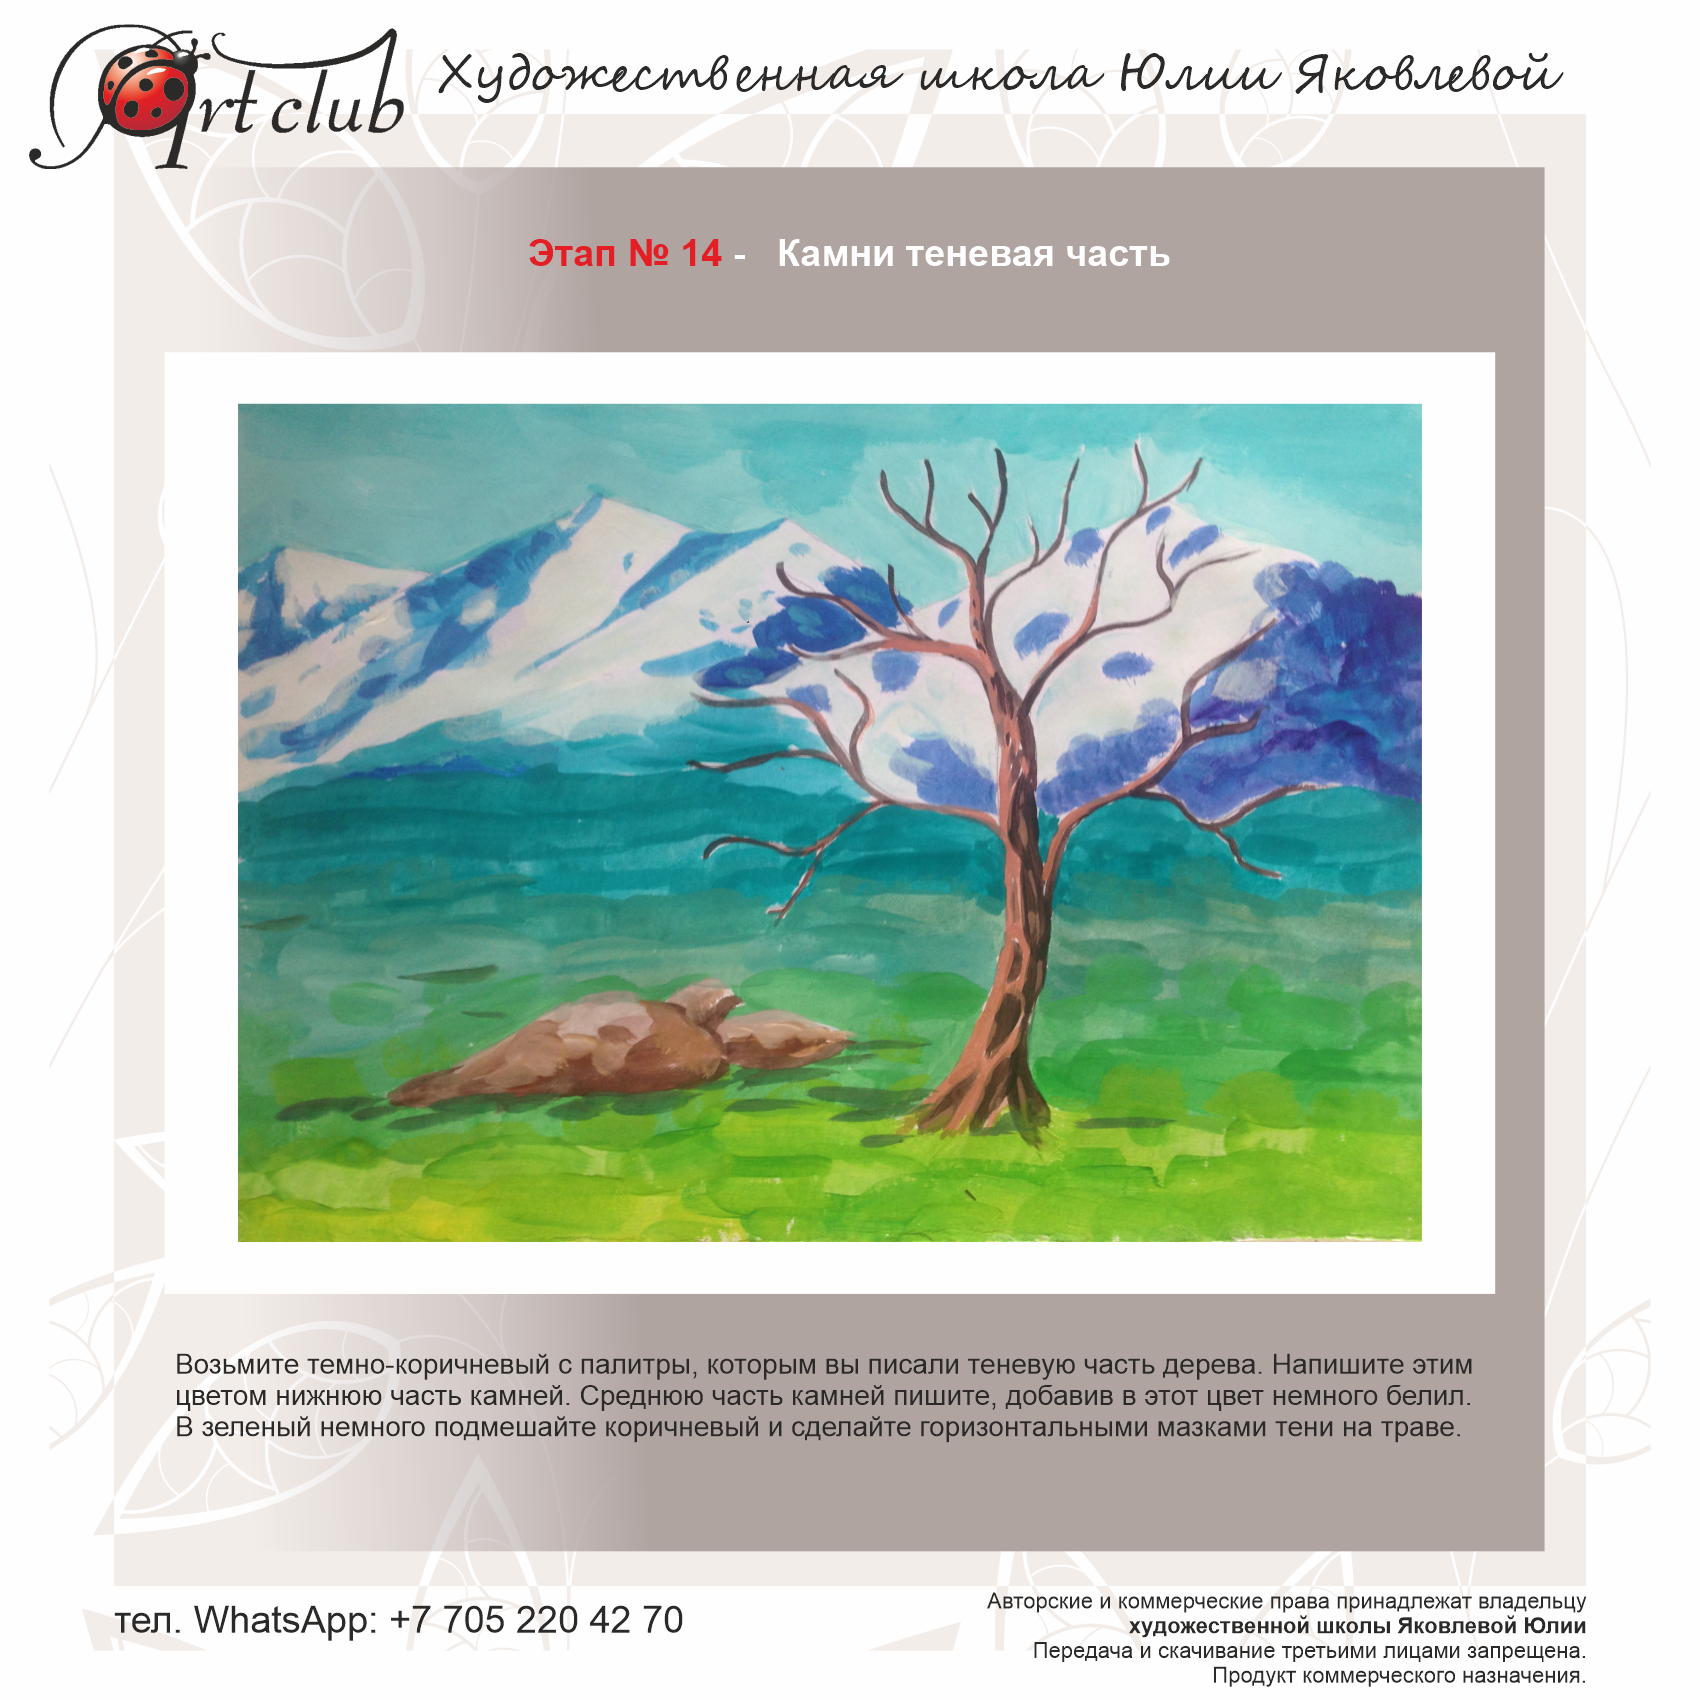 Art club
Художественная школа Юлии Яковлевой
Этап № 14 - Камни теневая часть
Возьмите темно-коричневый с палитры, которым вы писали теневую часть дерева. Напишите этим
цветом нижнюю часть камней. Среднюю часть камней пишите, добавив в этот цвет немного белил.
В зеленый немного подмешайте коричневый и сделайте горизонтальными мазками тени на траве.
тел. WhatsApp: +7 705 220 42 70
Авторские и коммерческие права принадлежат владельцу
художественной школы Яковлевой Юлии
Передача и скачивание третьими лицами запрещена.
Продукт коммерческого назначения.